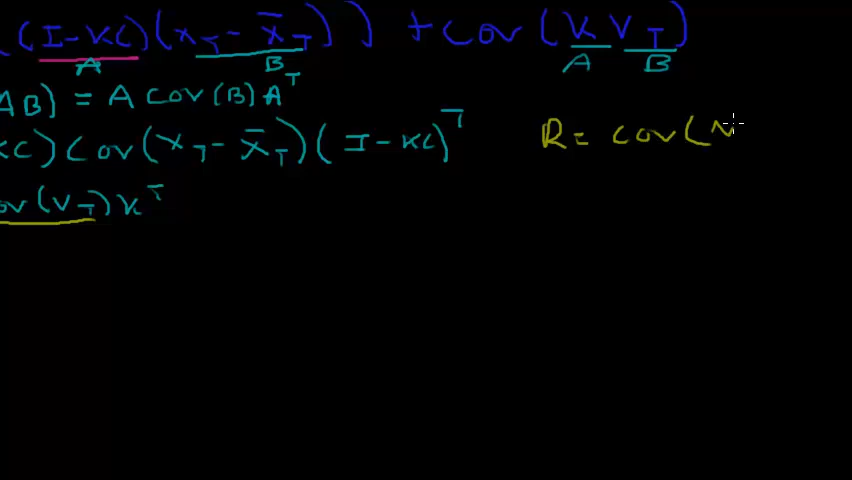 ((I-KC)(x_T - x̄_T)) + cov(K V_T)
A B A B
AB) = A cov(B) A^T
KC) Cov(x_T - x̄_T)(I-KC)^T R = cov(
ov(V_T) K^T